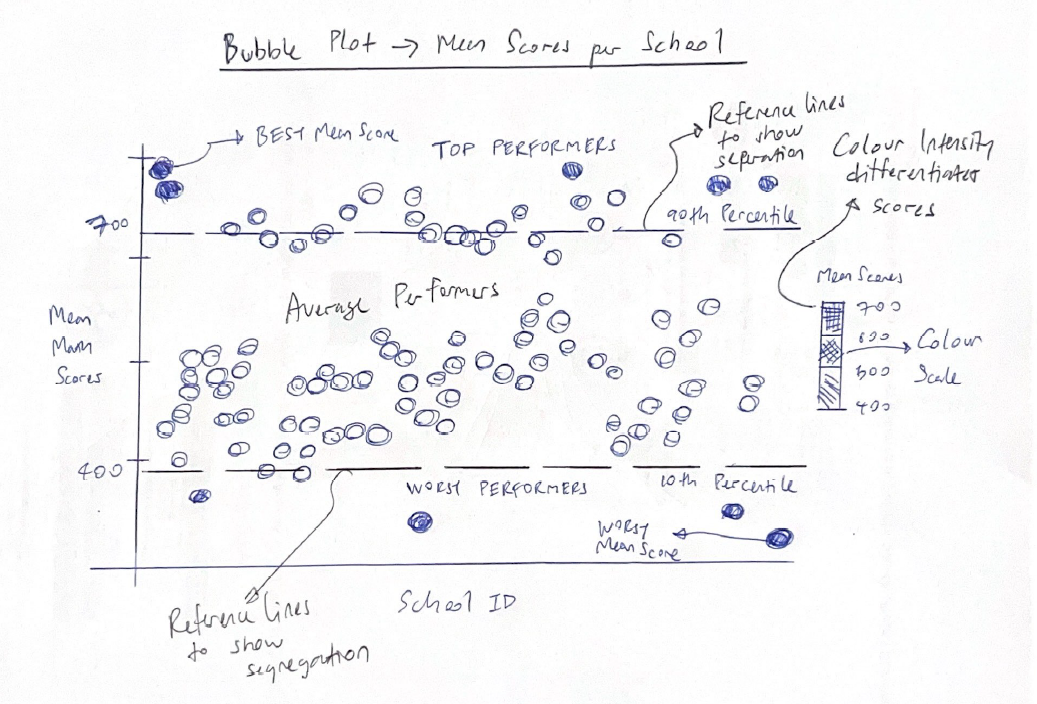 Bubble Plot → Mean Scores per School
Reference lines
to show
seperation
Colour Intensity
differentiates
scores
BEST Mean Score
TOP PERFORMERS
700
90th Percentile
Average Performers
Mean
Math
Scores
Mean Scores
700
600
500
400
Colour
Scale
400
WORST PERFORMERS
10th Percentile
WORST
Mean Score
School ID
Reference lines
to show
segregation